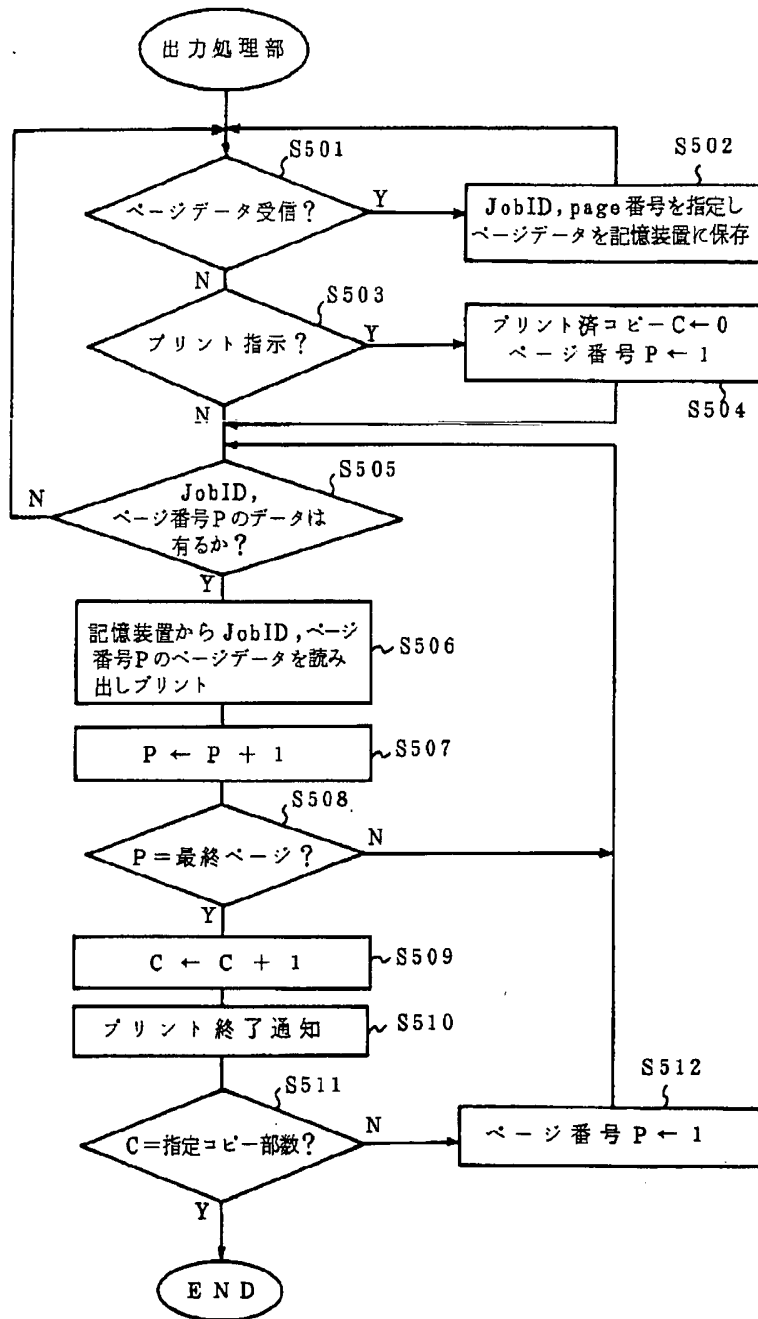 出力処理部
S501
ページデータ受信?
Y
N
S502
JobID,page番号を指定し
ページデータを記憶装置に保存
S503
プリント指示?
Y
N
プリント済コピーC←0
ページ番号P←1
S504
S505
JobID,
ページ番号Pのデータは
有るか?
N
Y
記憶装置からJobID,ページ
番号Pのページデータを読み
出しプリント
S506
P ← P + 1
S507
S508
P=最終ページ?
N
Y
C ← C + 1
S509
プリント終了通知
S510
S511
C=指定コピー部数?
N
Y
S512
ページ番号P←1
END